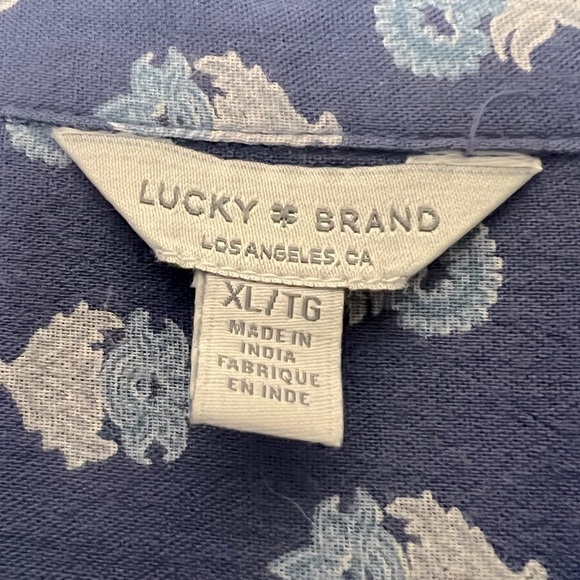 LUCKY BRAND
LOS ANGELES, CA
XL/TG
MADE IN
INDIA
FABRIQUE
EN INDE